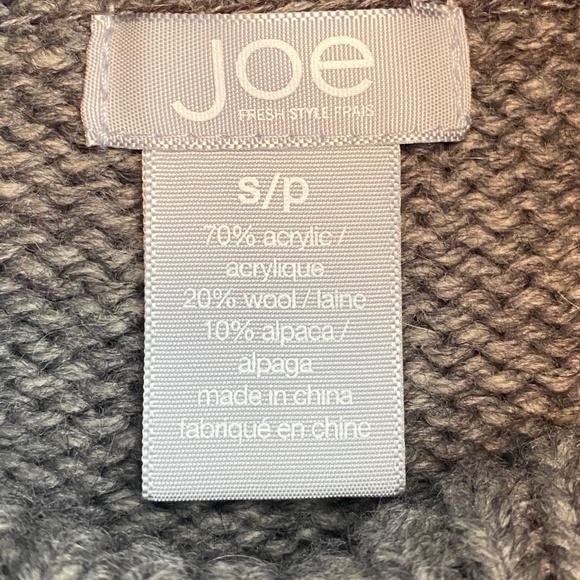 joe
FRESH STYLE FRAIS
s/p
70% acrylic /
acrylique
20% wool / laine
10% alpaca /
alpaga
made in china
fabriqué en chine